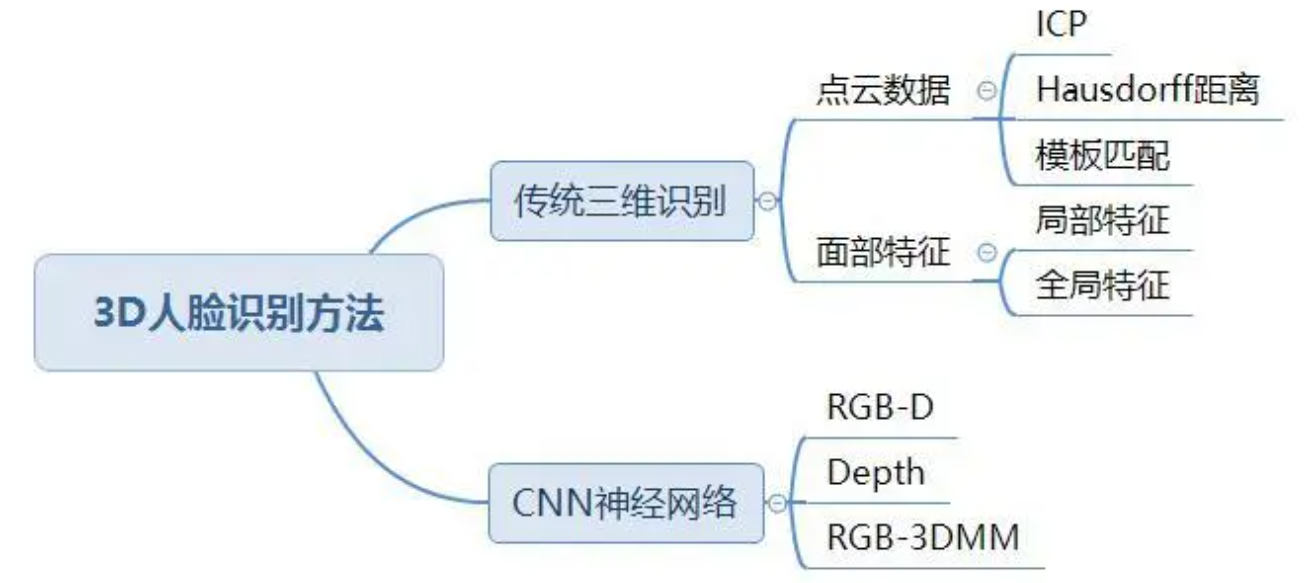 3D人脸识别方法
传统三维识别
点云数据
ICP
Hausdorff距离
模板匹配
面部特征
局部特征
全局特征
CNN神经网络
RGB-D
Depth
RGB-3DMM